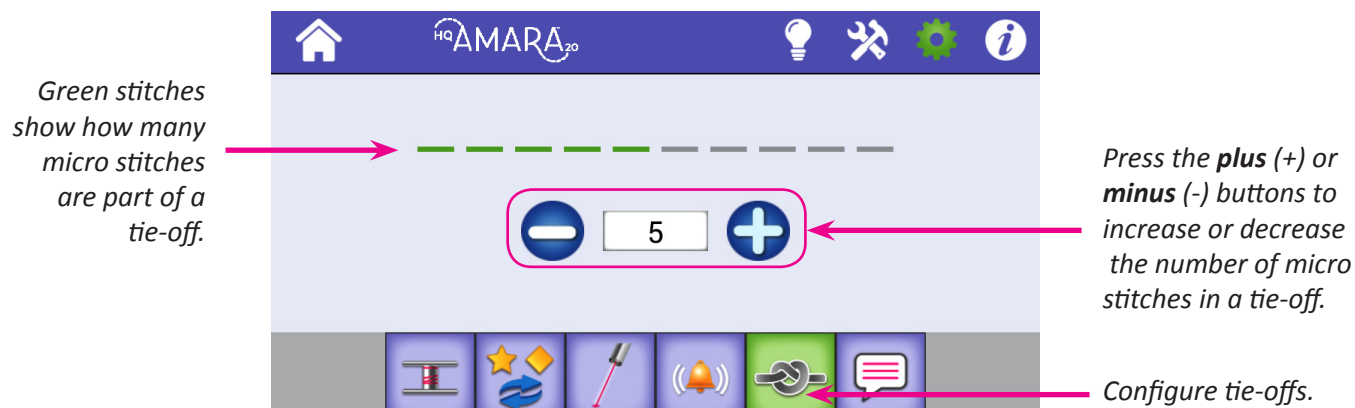 HQ AMARA 20
Green stitches
show how many
micro stitches
are part of a
tie-off.
5
Press the plus (+) or
minus (-) buttons to
increase or decrease
the number of micro
stitches in a tie-off.
Configure tie-offs.